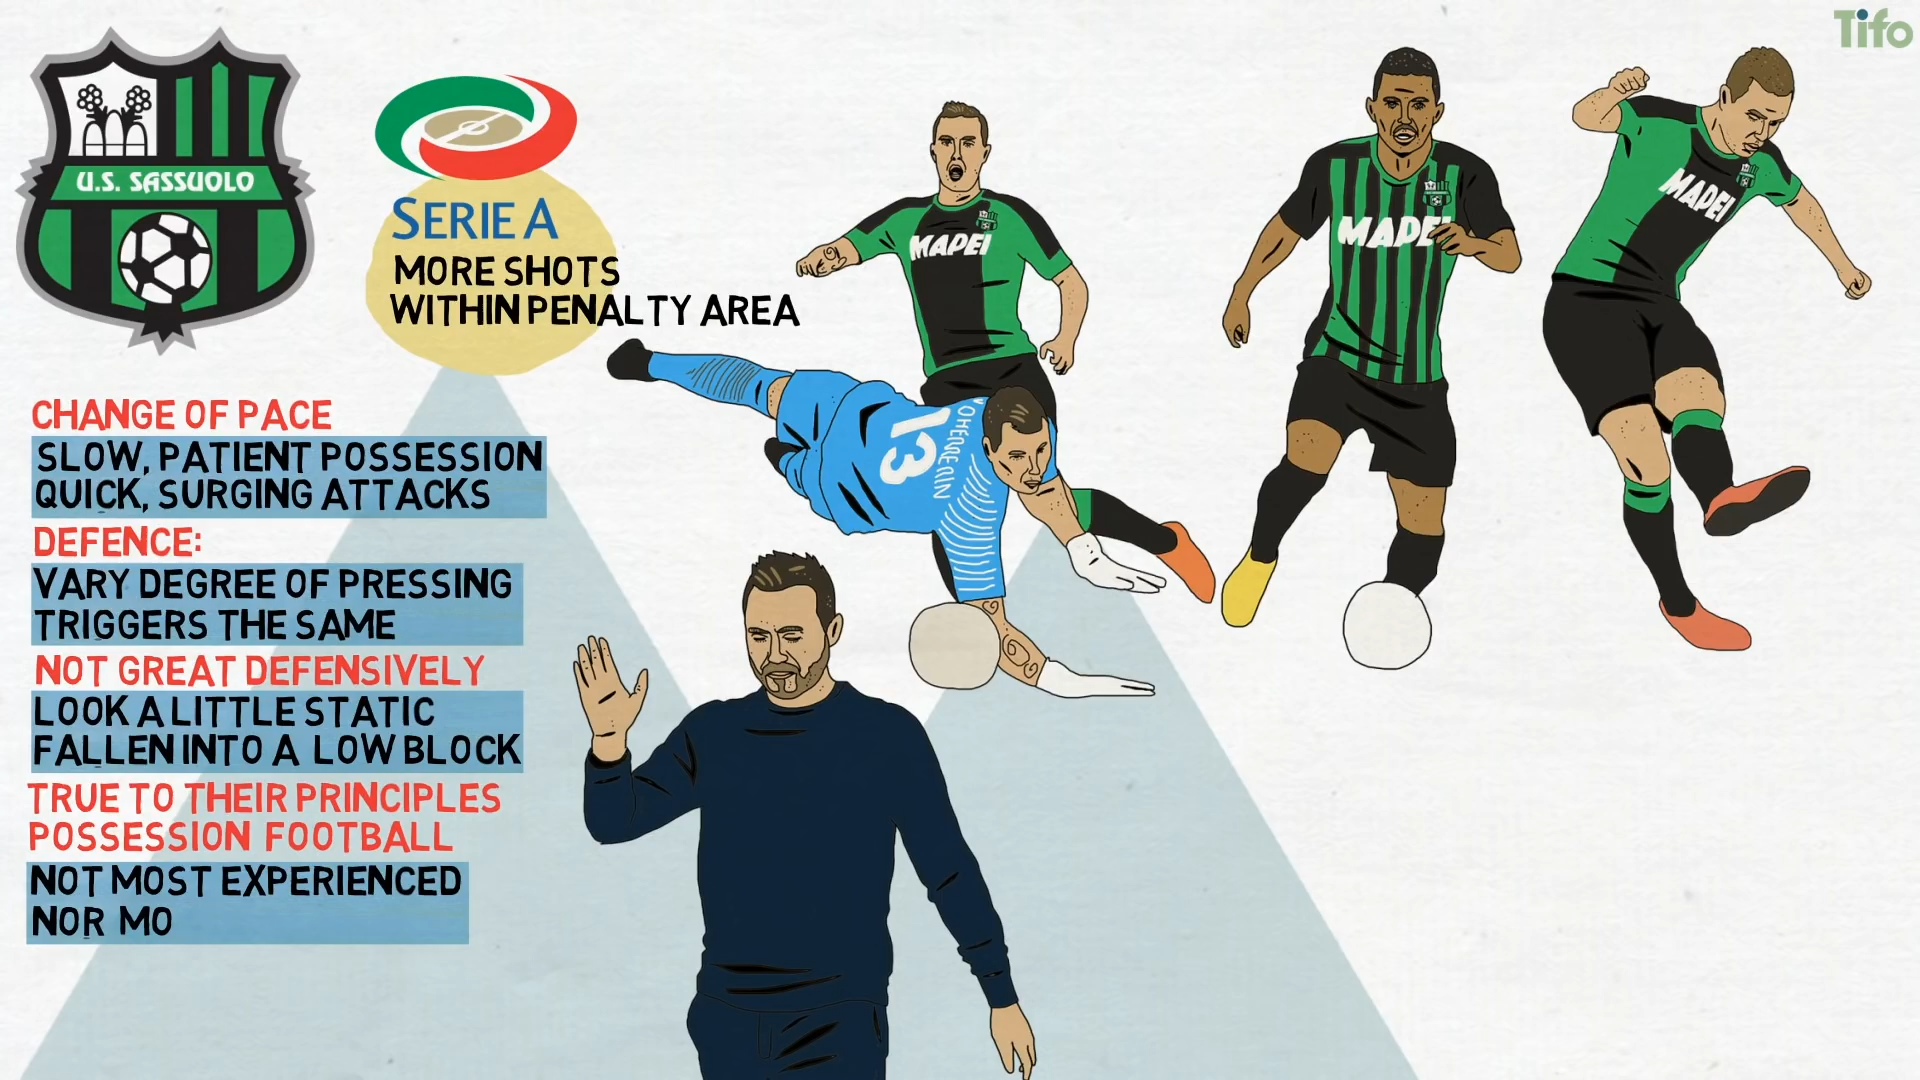 Tifo
U.S. SASSUOLO
SERIE A
MORE SHOTS
WITHIN PENALTY AREA
CHANGE OF PACE
SLOW, PATIENT POSSESSION
QUICK, SURGING ATTACKS
DEFENCE:
VARY DEGREE OF PRESSING
TRIGGERS THE SAME
NOT GREAT DEFENSIVELY
LOOK A LITTLE STATIC
FALLEN INTO A LOW BLOCK
TRUE TO THEIR PRINCIPLES
POSSESSION FOOTBALL
NOT MOST EXPERIENCED
NOR MO
MAPEI
MAPEI
MAPEI
13